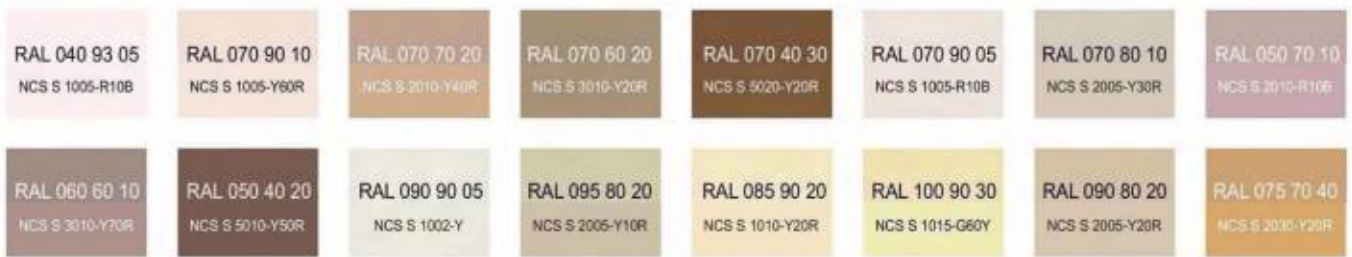 RAL 040 93 05
NCS S 1005-R10B
RAL 070 90 10
NCS S 1005-Y60R
RAL 070 70 20
NCS S 2010-Y40R
RAL 070 60 20
NCS S 3010-Y20R
RAL 070 40 30
NCS S 5020-Y20R
RAL 070 90 05
NCS S 1005-R10B
RAL 070 80 10
NCS S 2005-Y30R
RAL 050 70 10
NCS S 2010-R10B
RAL 060 60 10
NCS S 3010-Y70R
RAL 050 40 20
NCS S 5010-Y50R
RAL 090 90 05
NCS S 1002-Y
RAL 095 80 20
NCS S 2005-Y10R
RAL 085 90 20
NCS S 1010-Y20R
RAL 100 90 30
NCS S 1015-G60Y
RAL 090 80 20
NCS S 2005-Y20R
RAL 075 70 40
NCS S 2030-Y20R